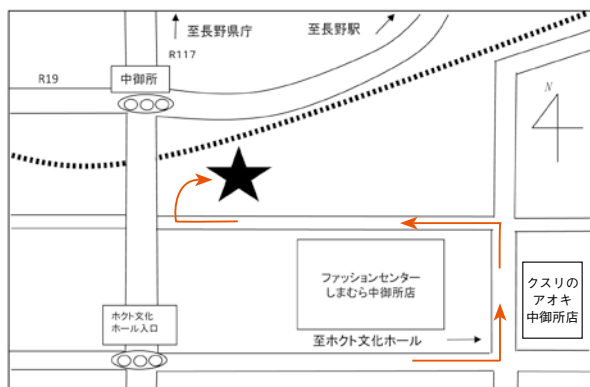 至長野県庁
至長野駅
R117
R19
中御所
N
ファッションセンター
しまむら中御所店
クスリの
アオキ
中御所店
ホクト文化
ホール入口
至ホクト文化ホール